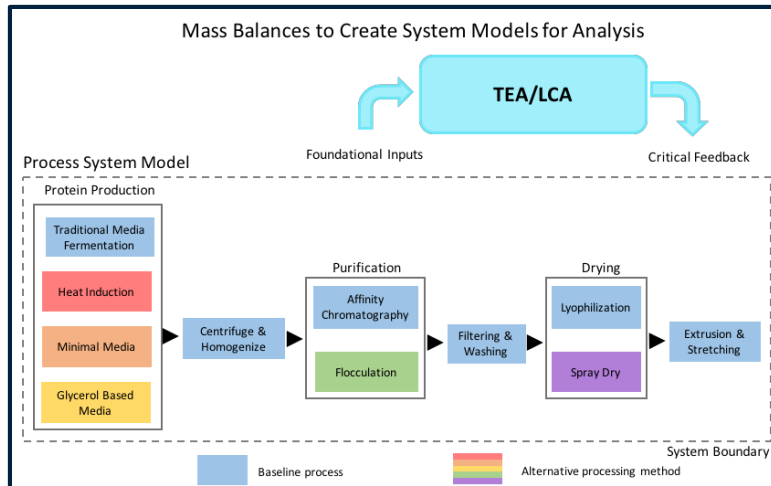 Mass Balances to Create System Models for Analysis
TEA/LCA
Foundational Inputs
Critical Feedback
Process System Model
Protein Production
Traditional Media
Fermentation
Heat Induction
Minimal Media
Glycerol Based
Media
Centrifuge &
Homogenize
Purification
Affinity
Chromatography
Flocculation
Filtering &
Washing
Drying
Lyophilization
Spray Dry
Extrusion &
Stretching
System Boundary
Baseline process
Alternative processing method